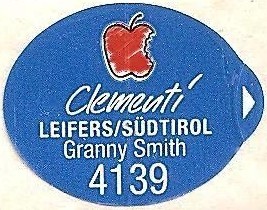 Clementi
LEIFERS/SÜDTIROL
Granny Smith
4139